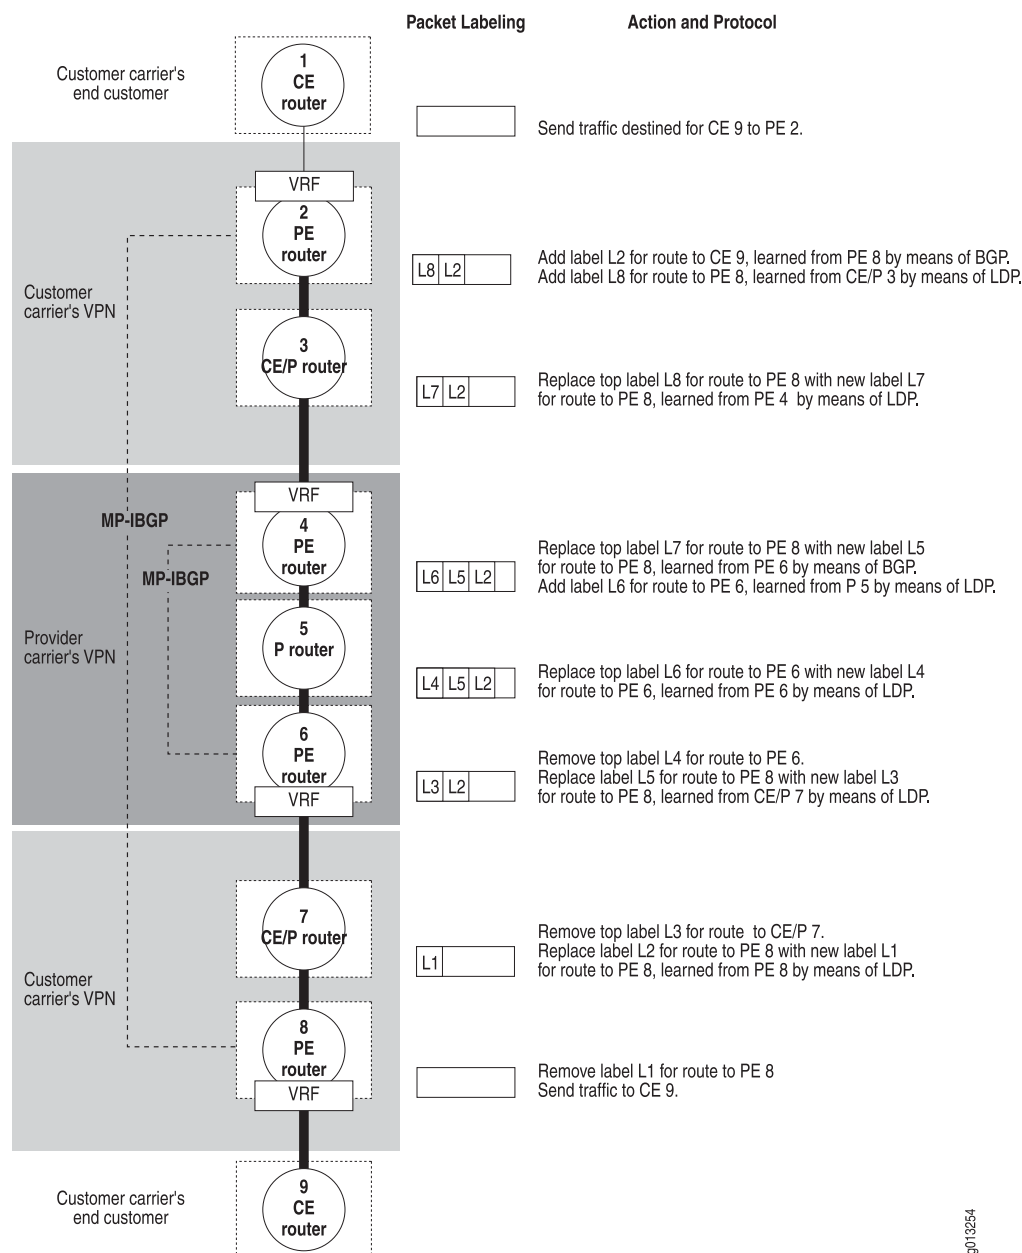 Packet Labeling
Action and Protocol
Customer carrier's
end customer
1
CE
router
Send traffic destined for CE 9 to PE 2.
VRF
2
PE
router
L8 L2
Add label L2 for route to CE 9, learned from PE 8 by means of BGP.
Add label L8 for route to PE 8, learned from CE/P 3 by means of LDP.
Customer
carrier's VPN
3
CE/P router
L7 L2
Replace top label L8 for route to PE 8 with new label L7
for route to PE 8, learned from PE 4 by means of LDP.
VRF
MP-IBGP
4
PE
router
MP-IBGP
L6 L5 L2
Replace top label L7 for route to PE 8 with new label L5
for route to PE 8, learned from PE 6 by means of BGP.
Add label L6 for route to PE 6, learned from P 5 by means of LDP.
Provider
carrier's VPN
5
P router
L4 L5 L2
Replace top label L6 for route to PE 6 with new label L4
for route to PE 6, learned from PE 6 by means of LDP.
6
PE
router
VRF
L3 L2
Remove top label L4 for route to PE 6.
Replace label L5 for route to PE 8 with new label L3
for route to PE 8, learned from CE/P 7 by means of LDP.
7
CE/P router
L1
Remove top label L3 for route to CE/P 7.
Replace label L2 for route to PE 8 with new label L1
for route to PE 8, learned from PE 8 by means of LDP.
Customer
carrier's VPN
8
PE
router
VRF
Remove label L1 for route to PE 8
Send traffic to CE 9.
Customer carrier's
end customer
9
CE
router
g013254